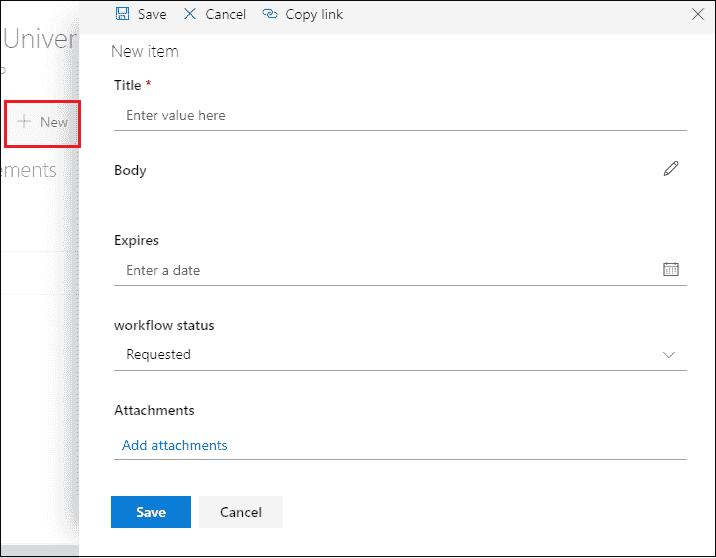 Save Cancel Copy link
Univer
New item
Title *
New
Enter value here
ements
Body
Expires
Enter a date
workflow status
Requested
Attachments
Add attachments
Save Cancel